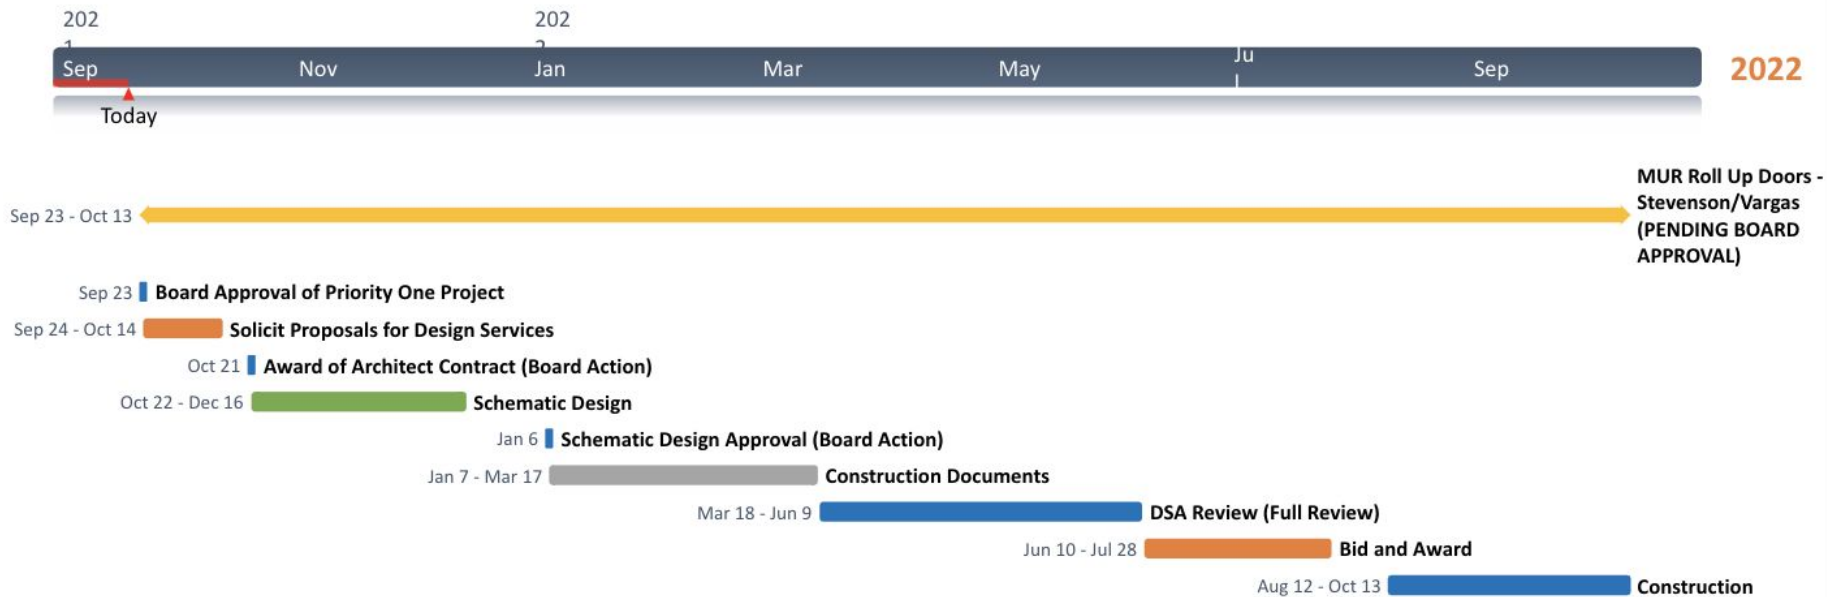 202
1
202
2
Sep Nov Jan Mar May Jul Sep 2022
Today
Sep 23 - Oct 13
MUR Roll Up Doors -
Stevenson/Vargas
(PENDING BOARD
APPROVAL)
Sep 23 Board Approval of Priority One Project
Sep 24 - Oct 14 Solicit Proposals for Design Services
Oct 21 Award of Architect Contract (Board Action)
Oct 22 - Dec 16 Schematic Design
Jan 6 Schematic Design Approval (Board Action)
Jan 7 - Mar 17 Construction Documents
Mar 18 - Jun 9 DSA Review (Full Review)
Jun 10 - Jul 28 Bid and Award
Aug 12 - Oct 13 Construction